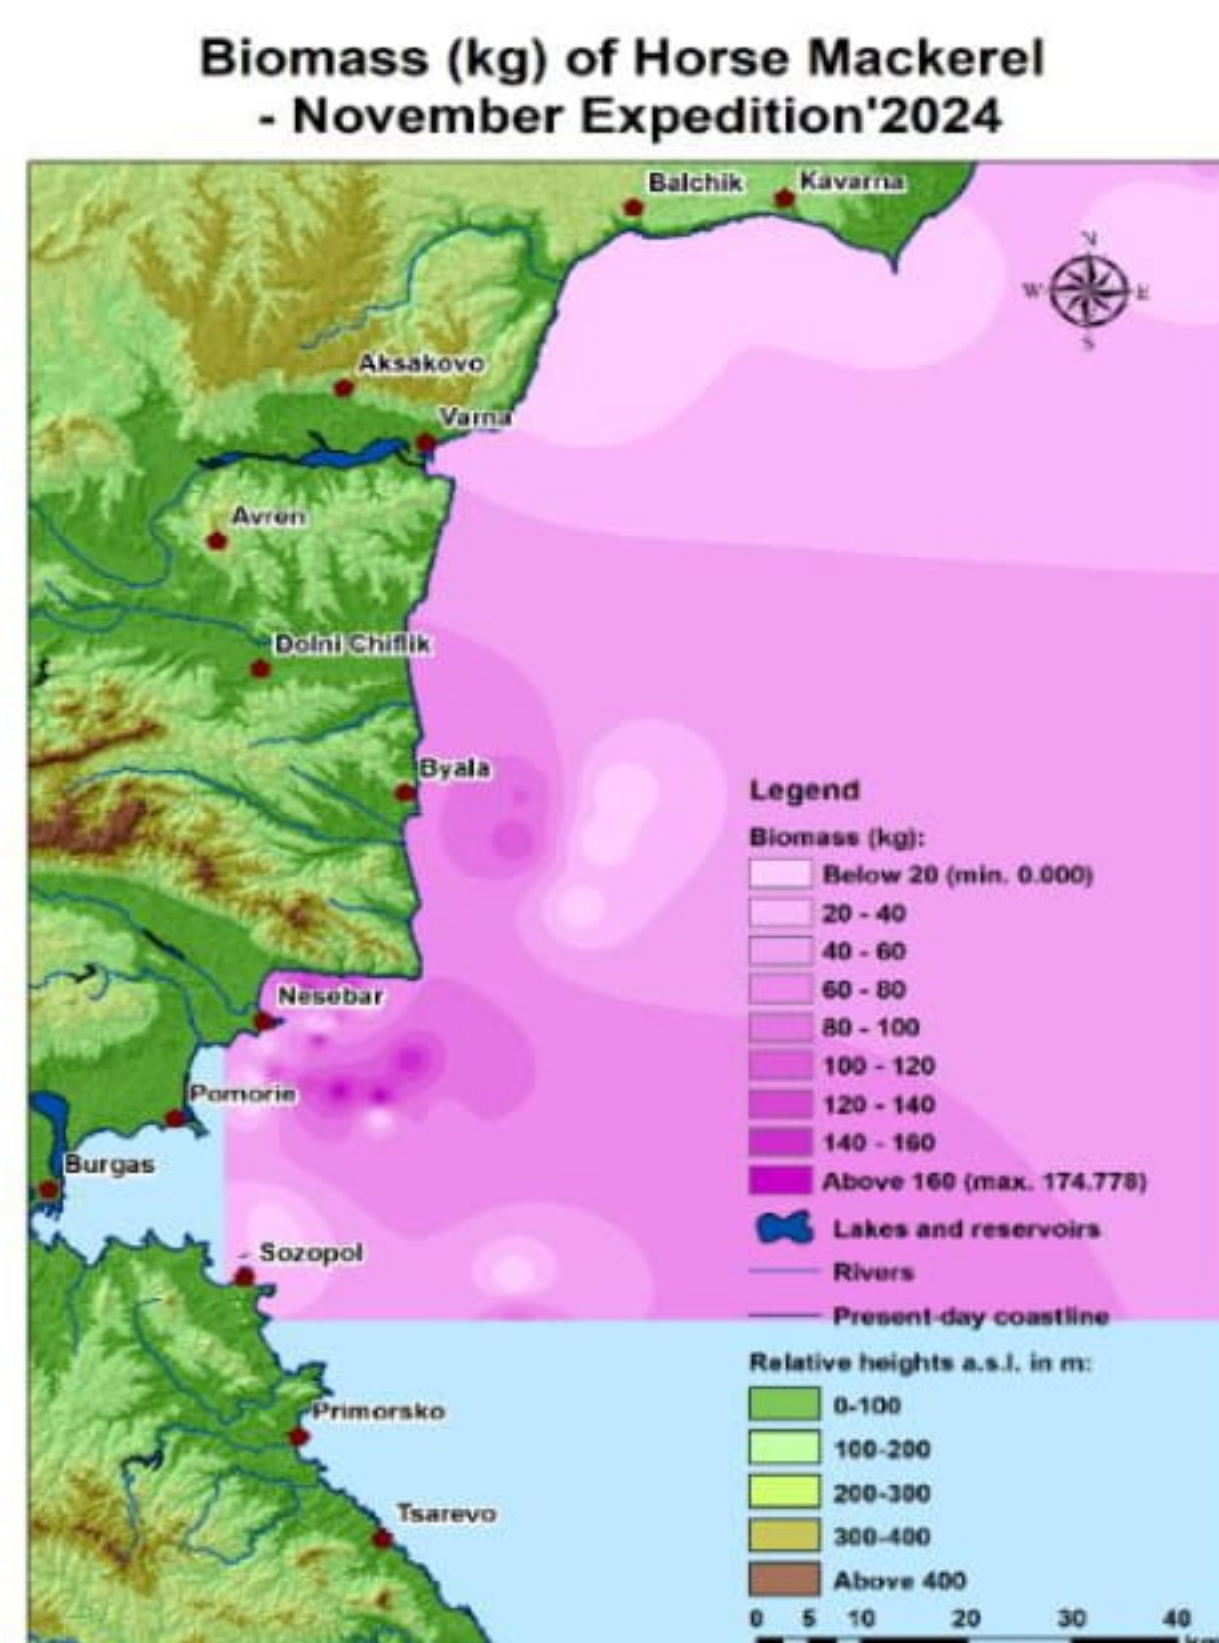 Biomass (kg) of Horse Mackerel
- November Expedition'2024
Balchik
Kavarna
N
W
E
S
Aksakovo
Varna
Avren
Dolni Chiflik
Byala
Legend
Biomass (kg):
Below 20 (min. 0.000)
20 - 40
40 - 60
60 - 80
80 - 100
100 - 120
120 - 140
140 - 160
Above 160 (max. 174.778)
Nesebar
Pomorie
Burgas
Sozopol
Lakes and reservoirs
Rivers
Present-day coastline
Relative heights a.s.l. in m:
0-100
100-200
200-300
300-400
Above 400
Primorsko
Tsarevo
0 5 10 20 30 40